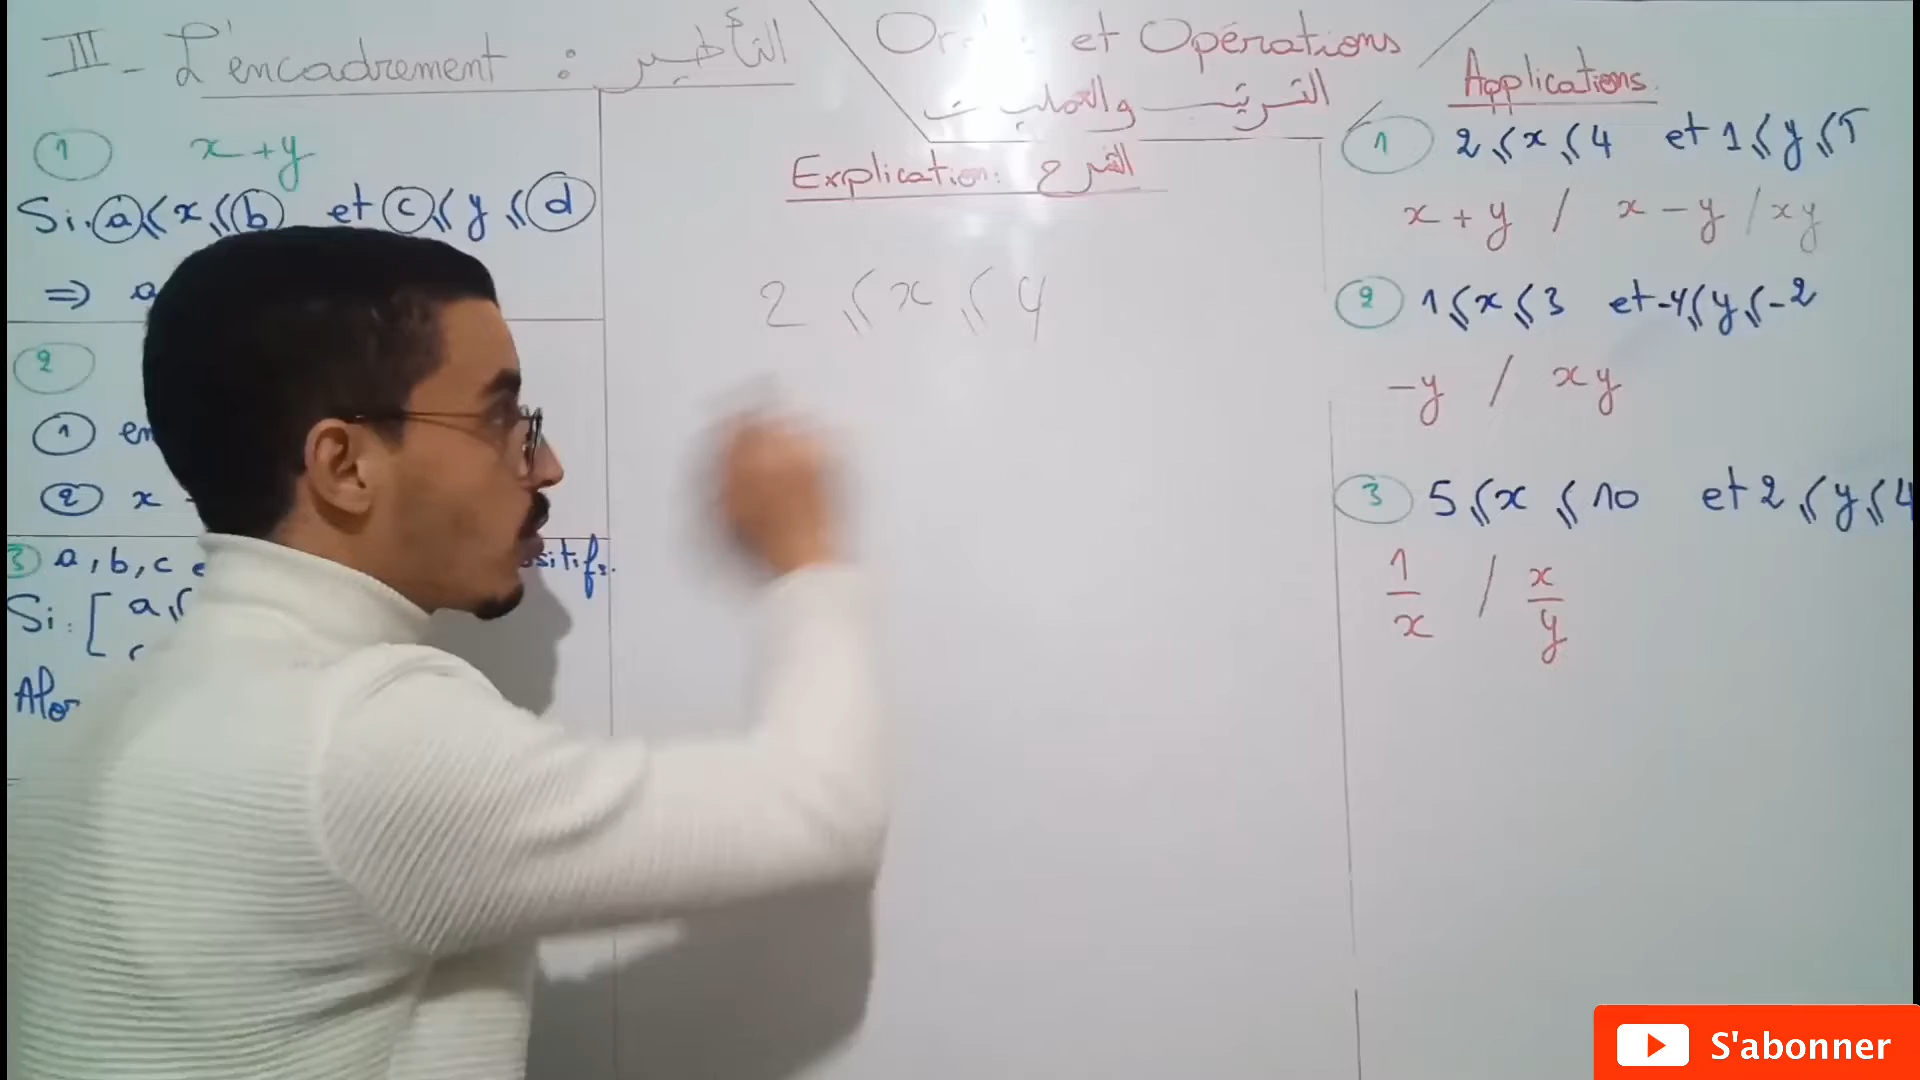 III - L'encadrement : التأطير
① x + y
Si. a ≤ x ≤ b et c ≤ y ≤ d
⇒ a
②
① en
② x
③ a, b, c
Si : [ a ≤
et Opérations
الترتيب والعمليات
Explication: الشرح
2 ≤ x ≤ 4
Applications.
① 2 ≤ x ≤ 4 et 1 ≤ y ≤ 5
x + y / x - y / xy
② 1 ≤ x ≤ 3 et -4 ≤ y ≤ -2
-y / xy
③ 5 ≤ x ≤ 10 et 2 ≤ y ≤ 4
1/x / x/y
S'abonner